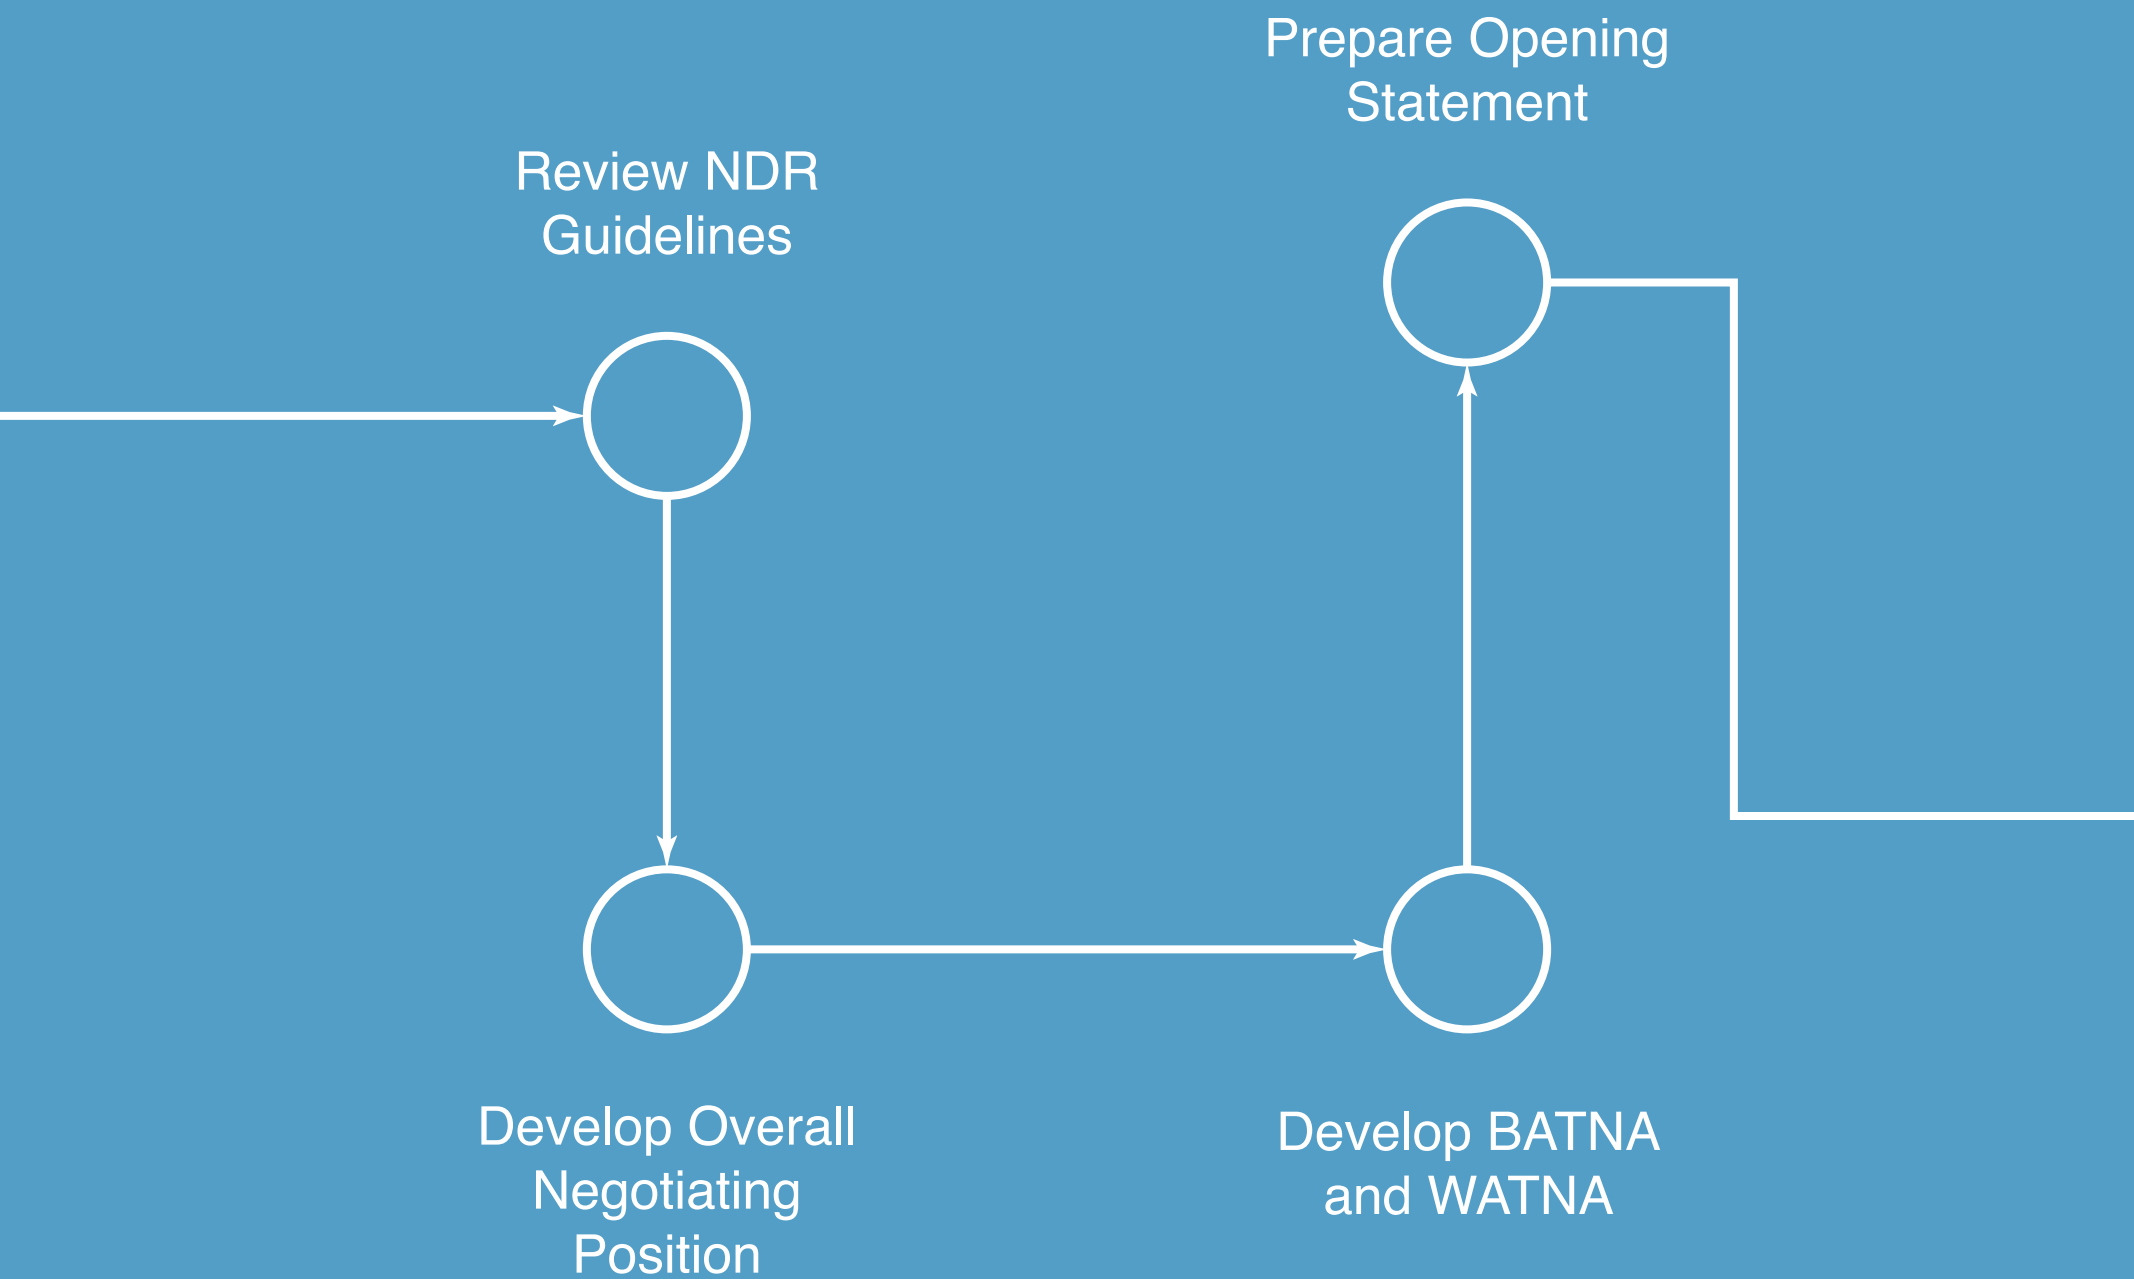 Review NDR
Guidelines
Develop Overall
Negotiating
Position
Develop BATNA
and WATNA
Prepare Opening
Statement